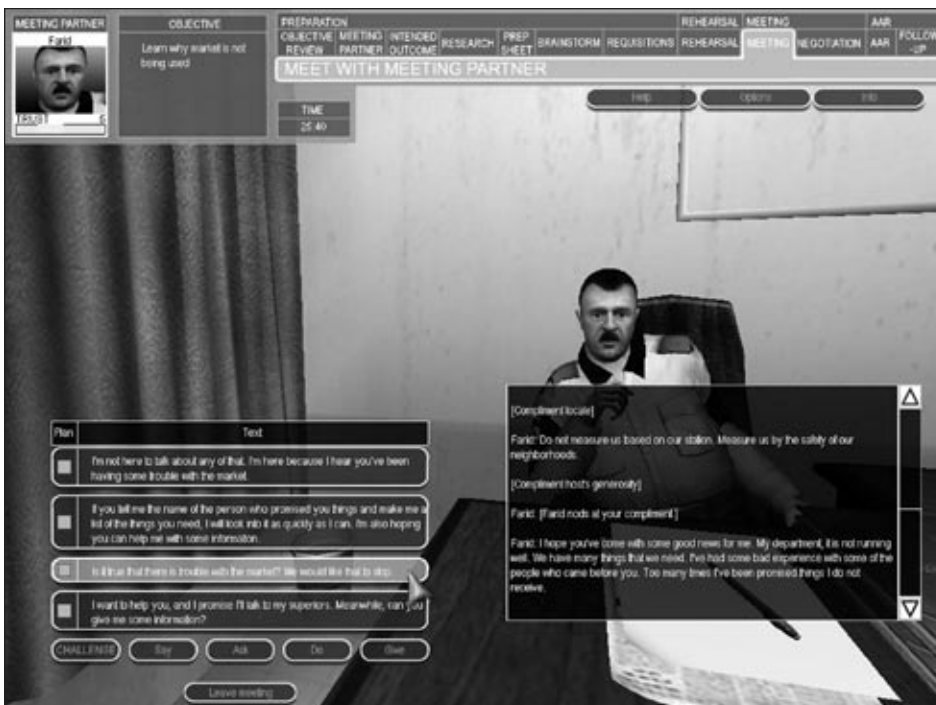 MEETING PARTNER
Farid
TRUST 5
OBJECTIVE
Learn why market is not
being used
PREPARATION REHEARSAL MEETING AAR
OBJECTIVE REVIEW MEETING PARTNER INTENDED OUTCOME RESEARCH PREP SHEET BRAINSTORM REQUISITIONS REHEARSAL MEETING NEGOTIATION AAR FOLLOW-UP
MEET WITH MEETING PARTNER
TIME
25:40
Help Options Info
Plan Text
I'm not here to talk about any of that. I'm here because I hear you've been
having some trouble with the market.
If you tell me the name of the person who promised you things and make me a
list of the things you need, I will look into it as quickly as I can. I'm also hoping
you can help me with some information.
Is it true that there is trouble with the market? We would like that to stop.
I want to help you, and I promise I'll talk to my superiors. Meanwhile, can you
give me some information?
CHALLENGE Say Ask Do Give
Leave meeting
[Compliment locale]
Farid: Do not measure us based on our station. Measure us by the safety of our
neighborhoods.
[Compliment host's generosity]
Farid: [Farid nods at your compliment.]
Farid: I hope you've come with some good news for me. My department, it is not running
well. We have many things that we need. I've had some bad experience with some of the
people who came before you. Too many times I've been promised things I do not
receive.